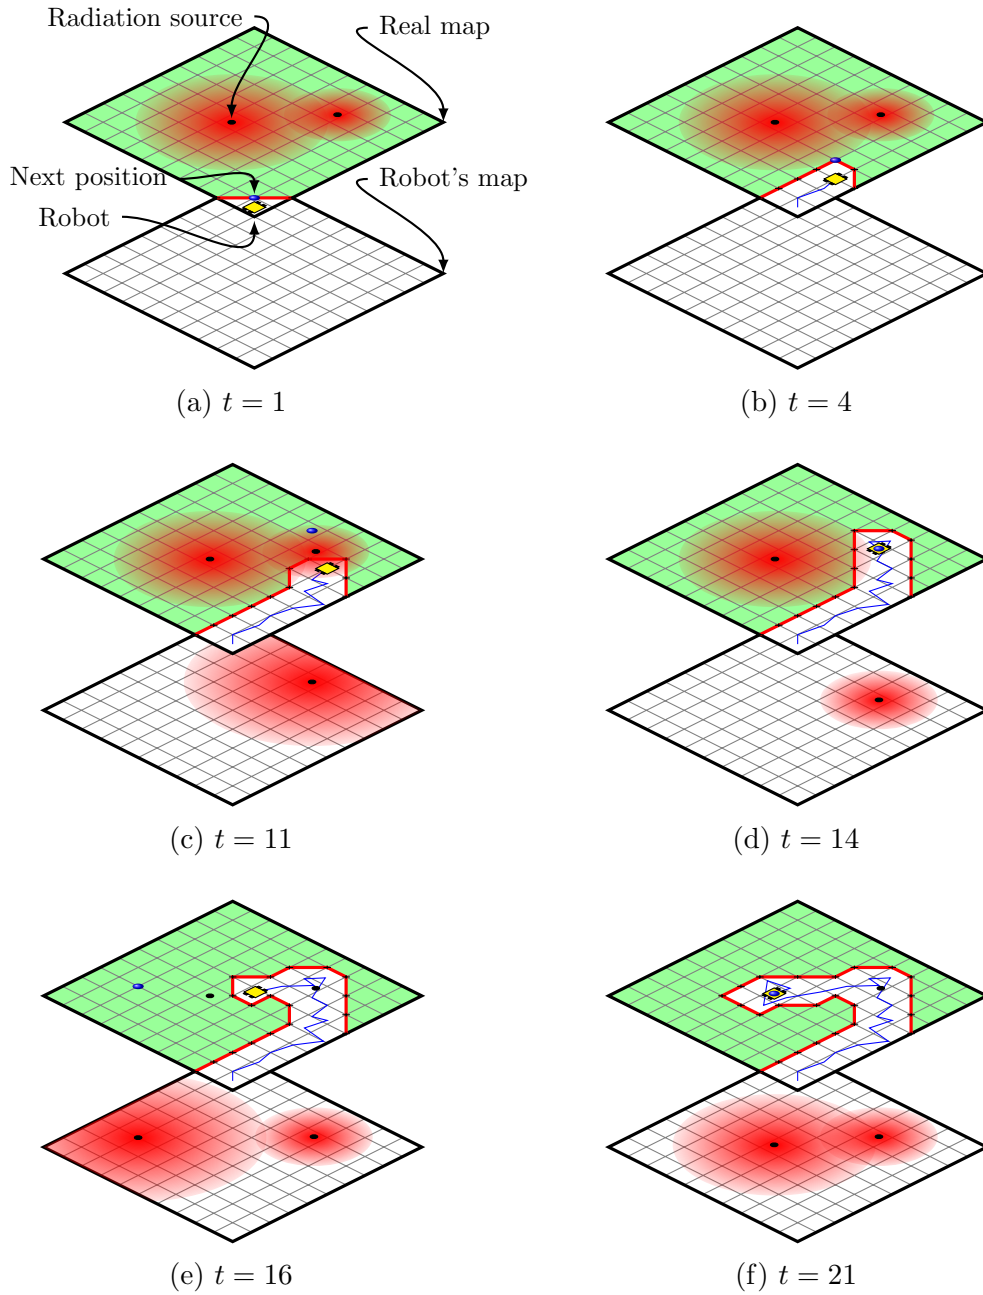 Radiation source
Real map
Next position
Robot's map
Robot
(a) t = 1
(b) t = 4
(c) t = 11
(d) t = 14
(e) t = 16
(f) t = 21